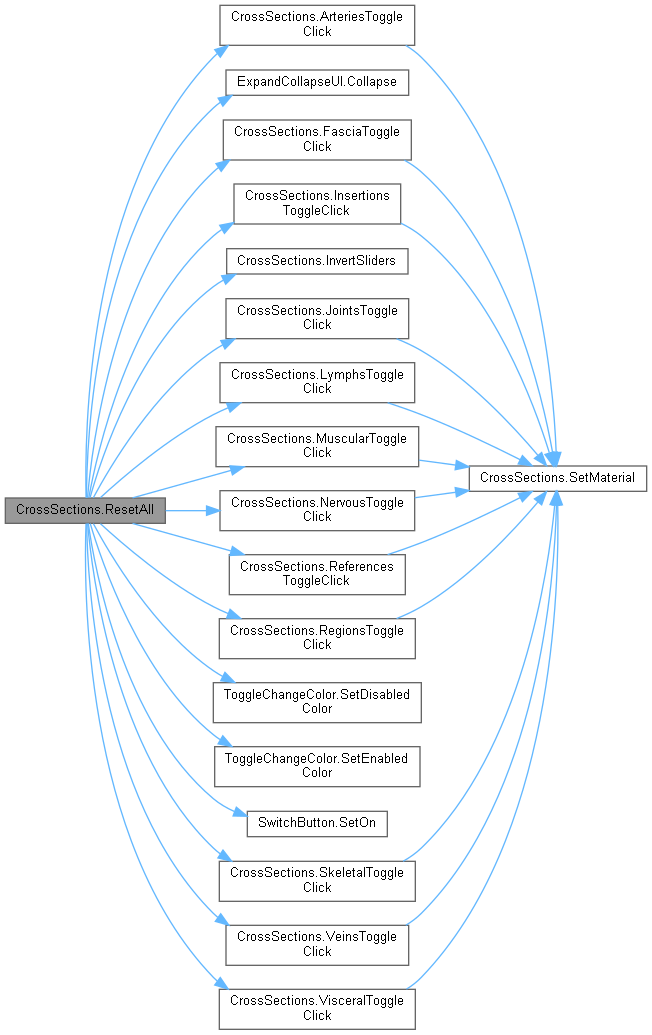 CrossSections.ArteriesToggle
Click
ExpandCollapseUI.Collapse
CrossSections.FasciaToggle
Click
CrossSections.Insertions
ToggleClick
CrossSections.InvertSliders
CrossSections.JointsToggle
Click
CrossSections.LymphsToggle
Click
CrossSections.MuscularToggle
Click
CrossSections.SetMaterial
CrossSections.ResetAll
CrossSections.NervousToggle
Click
CrossSections.References
ToggleClick
CrossSections.RegionsToggle
Click
ToggleChangeColor.SetDisabled
Color
ToggleChangeColor.SetEnabled
Color
SwitchButton.SetOn
CrossSections.SkeletalToggle
Click
CrossSections.VeinsToggle
Click
CrossSections.VisceralToggle
Click